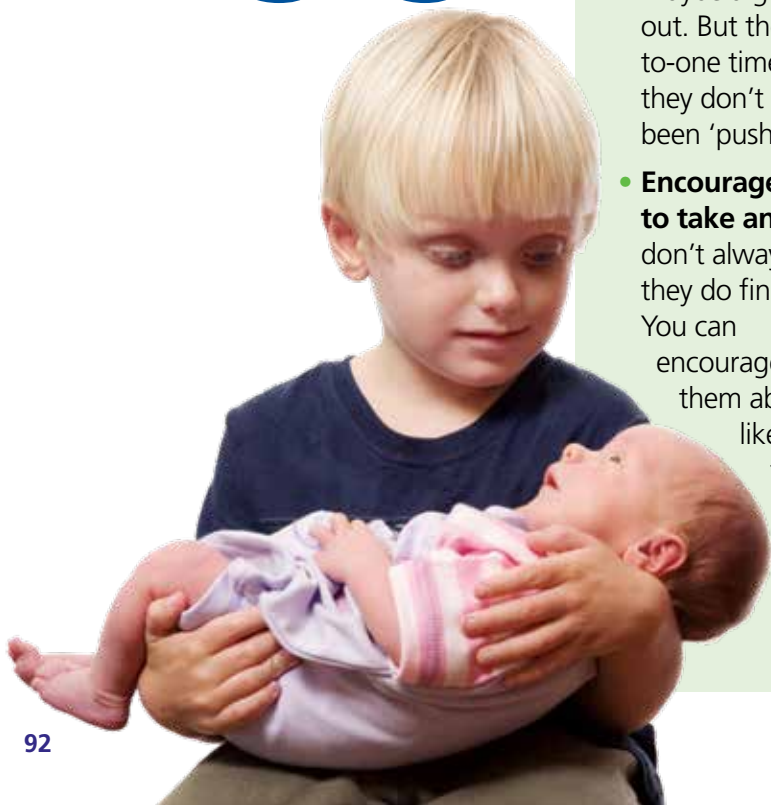 out. But th
to-one time
they don't
been 'push
• Encourage
to take an
don't alway
they do fin
You can
encourage
them ab
like
92